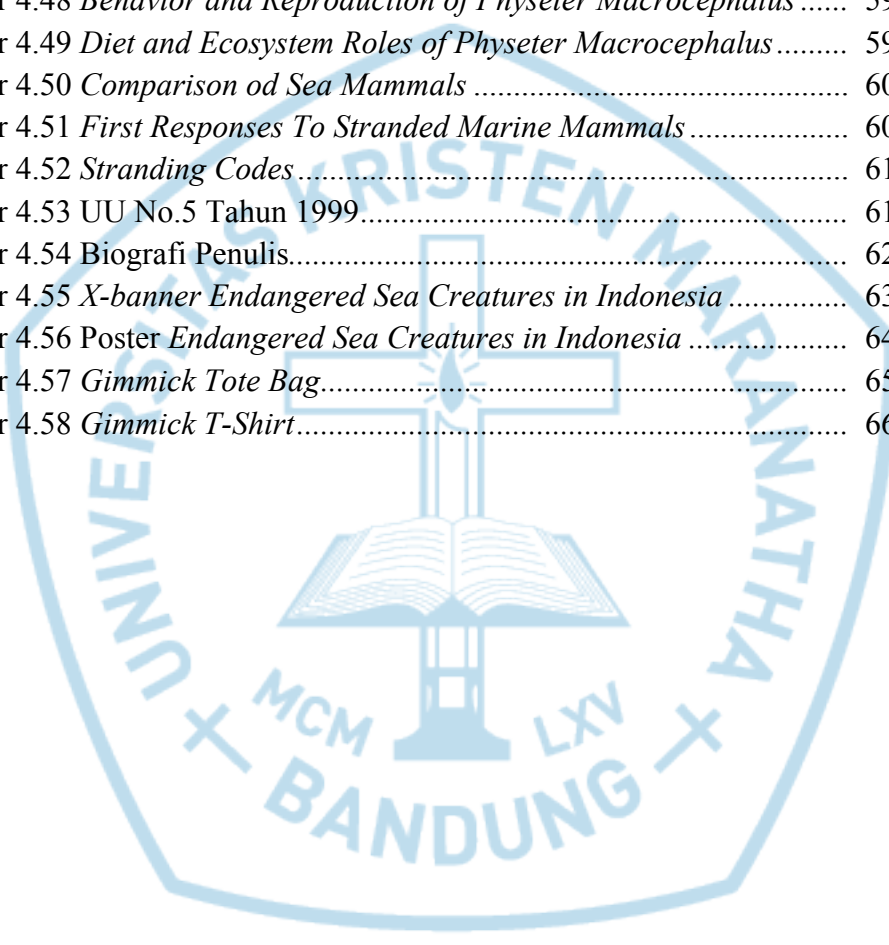 r 4.48 Behavior and Reproduction of Physeter Macrocephalus ...... 59
r 4.49 Diet and Ecosystem Roles of Physeter Macrocephalus ......... 59
r 4.50 Comparison od Sea Mammals ................................................. 60
r 4.51 First Responses To Stranded Marine Mammals .................... 60
r 4.52 Stranding Codes ....................................................................... 61
r 4.53 UU No.5 Tahun 1999............................................................... 61
r 4.54 Biografi Penulis........................................................................ 62
r 4.55 X-banner Endangered Sea Creatures in Indonesia ............... 63
r 4.56 Poster Endangered Sea Creatures in Indonesia .................... 64
r 4.57 Gimmick Tote Bag.................................................................... 65
r 4.58 Gimmick T-Shirt....................................................................... 66
UNIVERSITAS KRISTEN MARANATHA
MCM LXV
BANDUNG